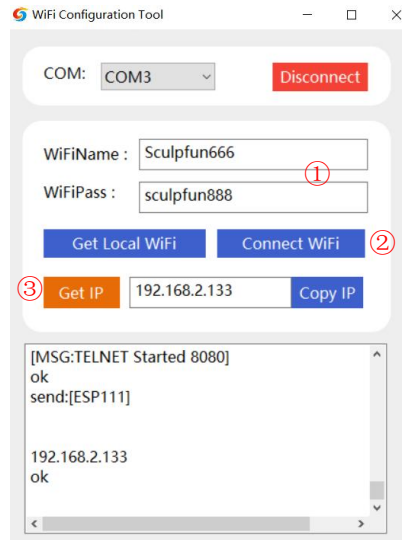 WiFi Configuration Tool
COM: COM3 Disconnect
WiFiName : Sculpfun666
①
WiFiPass : sculpfun888
Get Local WiFi Connect WiFi ②
③ Get IP 192.168.2.133 Copy IP
[MSG:TELNET Started 8080]
ok
send:[ESP111]
192.168.2.133
ok